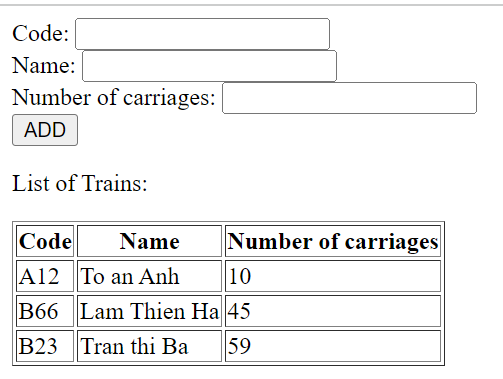 Code:
Name:
Number of carriages:
ADD
List of Trains:
Code Name Number of carriages
A12 To an Anh 10
B66 Lam Thien Ha 45
B23 Tran thi Ba 59